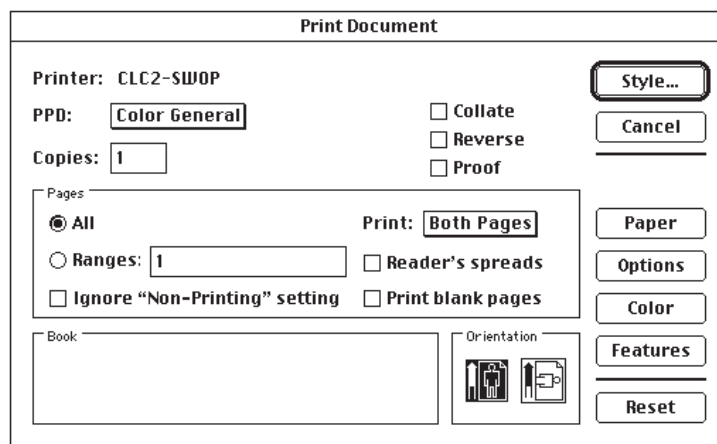 Print Document
Printer: CLC2-SWOP
Style...
PPD: Color General
Collate
Cancel
Reverse
Copies: 1
Proof
Pages
All
Print: Both Pages
Paper
Ranges: 1
Reader's spreads
Options
Ignore “Non-Printing” setting
Print blank pages
Color
Book
Orientation
Features
Reset